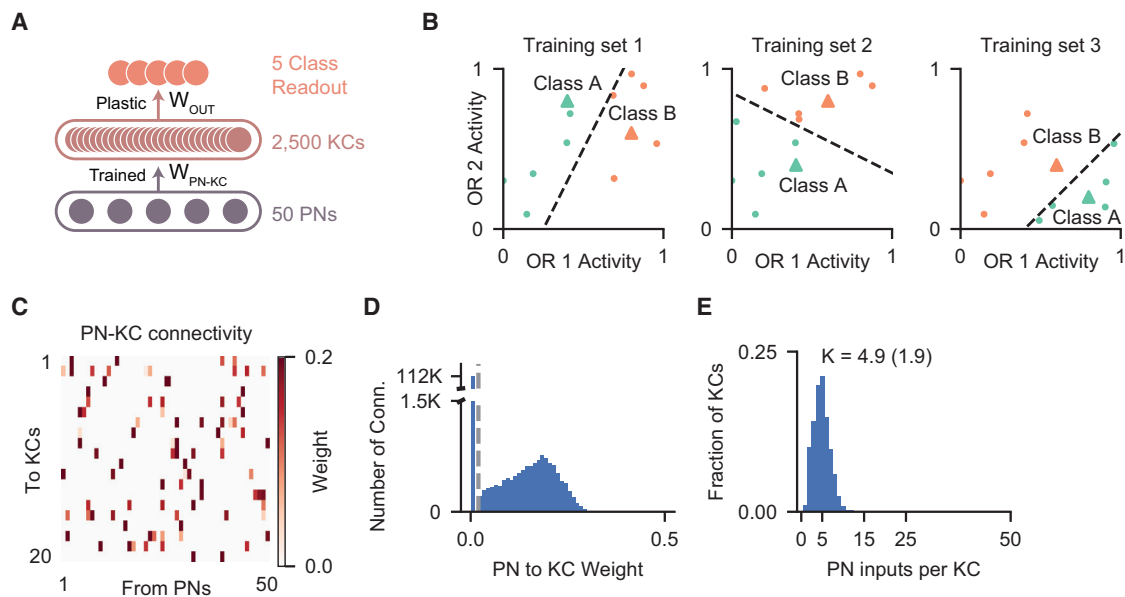 A
5 Class
Readout
Plastic
W_OUT
2,500 KCs
Trained
W_PN-KC
50 PNs
B
Training set 1
Training set 2
Training set 3
1
Class A
Class B
OR 2 Activity
0
0
1
OR 1 Activity
1
Class B
Class A
0
0
1
OR 1 Activity
1
Class B
Class A
0
0
1
OR 1 Activity
C
PN-KC connectivity
1
To KCs
20
1
From PNs
50
0.2
Weight
0.0
D
112K
1.5K
Number of Conn.
0
0.0
0.5
PN to KC Weight
E
0.25
K = 4.9 (1.9)
Fraction of KCs
0.00
0
5
15
25
50
PN inputs per KC